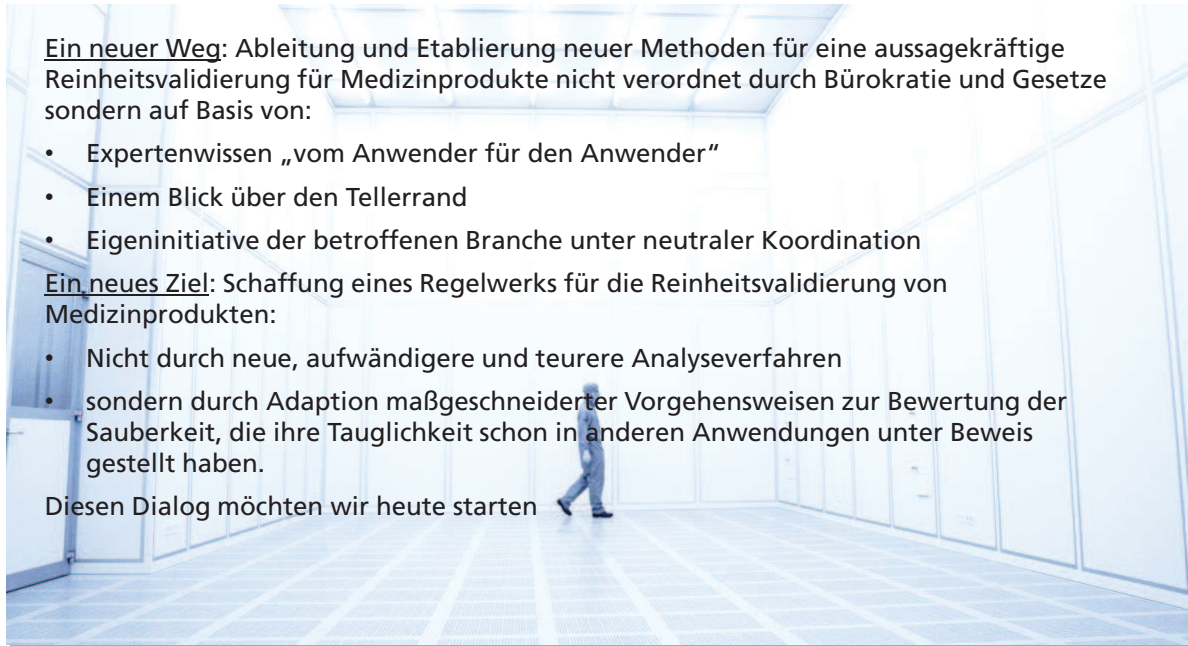 Ein neuer Weg: Ableitung und Etablierung neuer Methoden für eine aussagekräftige
Reinheitsvalidierung für Medizinprodukte nicht verordnet durch Bürokratie und Gesetze
sondern auf Basis von:
• Expertenwissen „vom Anwender für den Anwender“
• Einem Blick über den Tellerrand
• Eigeninitiative der betroffenen Branche unter neutraler Koordination
Ein neues Ziel: Schaffung eines Regelwerks für die Reinheitsvalidierung von
Medizinprodukten:
• Nicht durch neue, aufwändigere und teurere Analyseverfahren
• sondern durch Adaption maßgeschneiderter Vorgehensweisen zur Bewertung der
Sauberkeit, die ihre Tauglichkeit schon in anderen Anwendungen unter Beweis
gestellt haben.
Diesen Dialog möchten wir heute starten